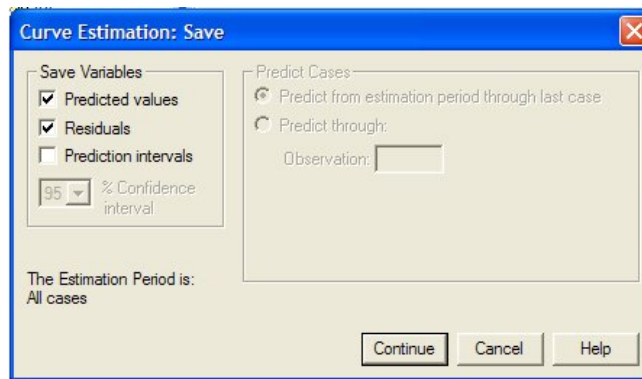 Curve Estimation: Save
Save Variables
Predicted values
Residuals
Prediction intervals
95 % Confidence
interval
Predict Cases
Predict from estimation period through last case
Predict through:
Observation:
The Estimation Period is:
All cases
Continue Cancel Help